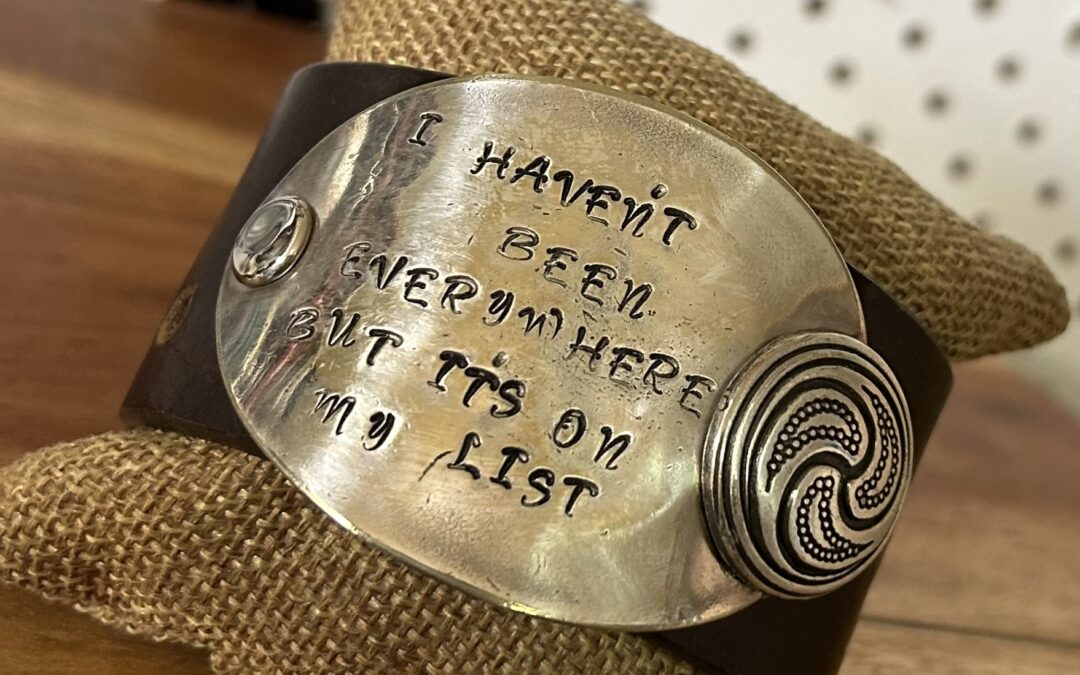 I HAVEN'T
BEEN
EVERYWHERE
BUT IT'S ON
MY LIST